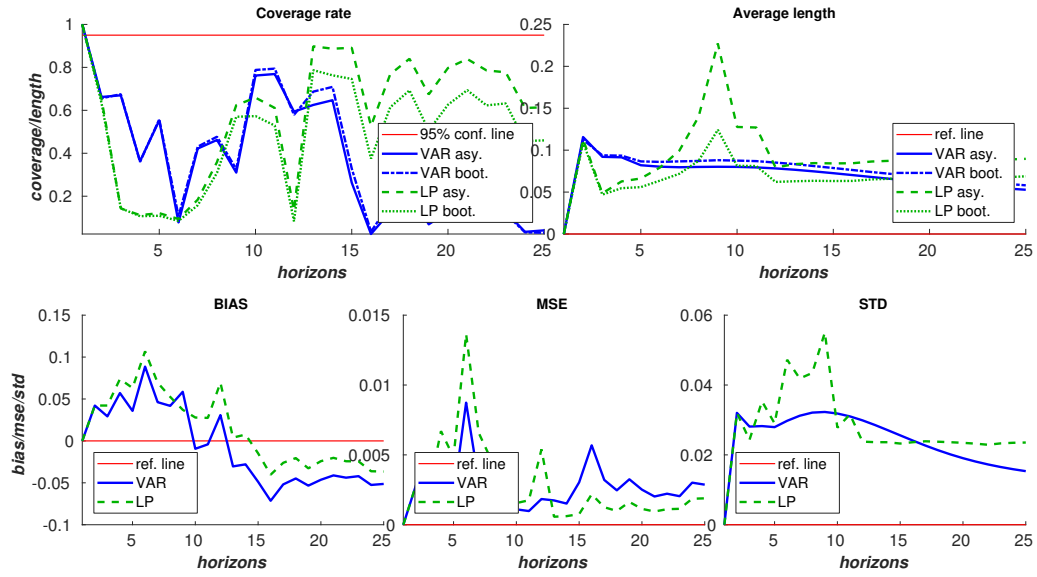 Coverage rate
coverage/length
1
0.8
0.6
0.4
0.2
5
10
15
20
25
horizons
95% conf. line
VAR asy.
VAR boot.
LP asy.
LP boot.
Average length
0.25
0.2
0.15
0.1
0.05
0
5
10
15
20
25
horizons
ref. line
VAR asy.
VAR boot.
LP asy.
LP boot.
BIAS
bias/mse/std
0.15
0.1
0.05
0
-0.05
-0.1
5
10
15
20
25
horizons
ref. line
VAR
LP
MSE
0.015
0.01
0.005
0
5
10
15
20
25
horizons
ref. line
VAR
LP
STD
0.06
0.04
0.02
0
5
10
15
20
25
horizons
ref. line
VAR
LP